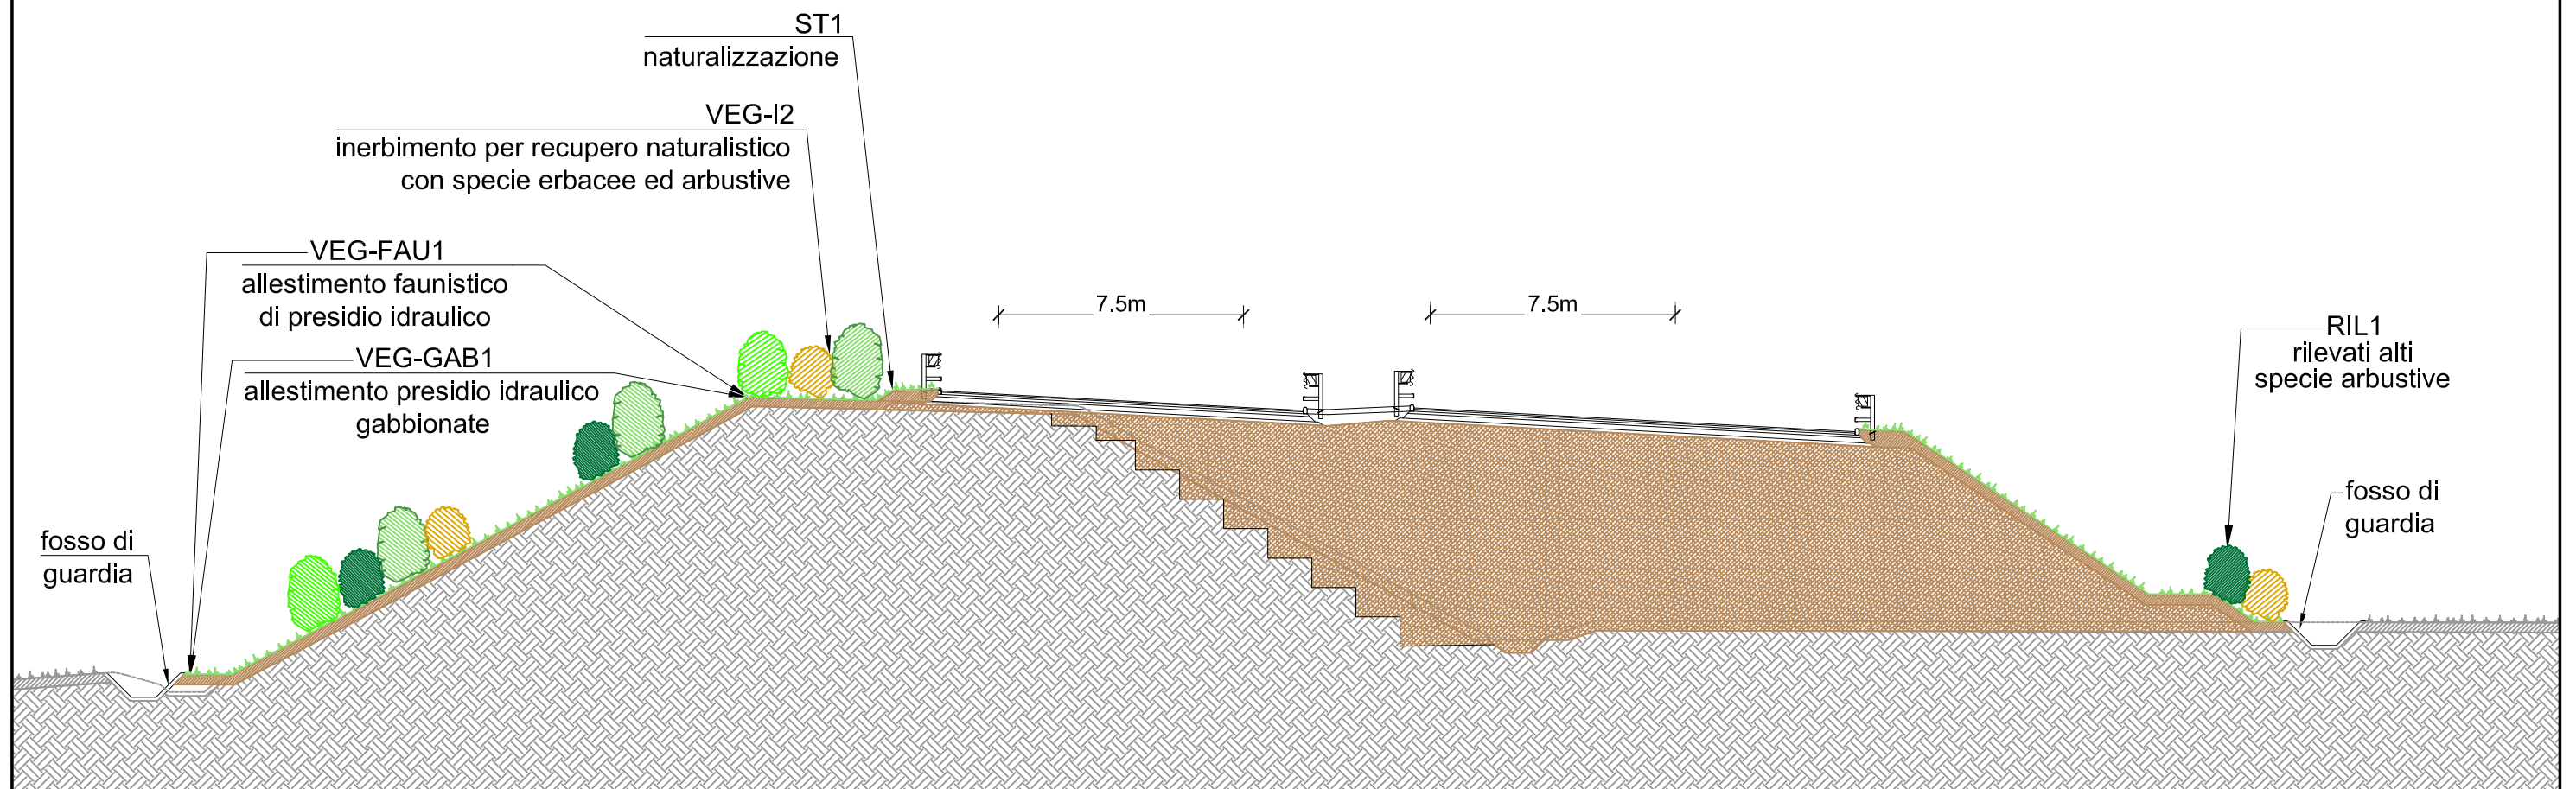 ST1
naturalizzazione
VEG-I2
inerbimento per recupero naturalistico
con specie erbacee ed arbustive
VEG-FAU1
allestimento faunistico
di presidio idraulico
VEG-GAB1
allestimento presidio idraulico
gabbionate
fosso di
guardia
7.5m
7.5m
RIL1
rilevati alti
specie arbustive
fosso di
guardia